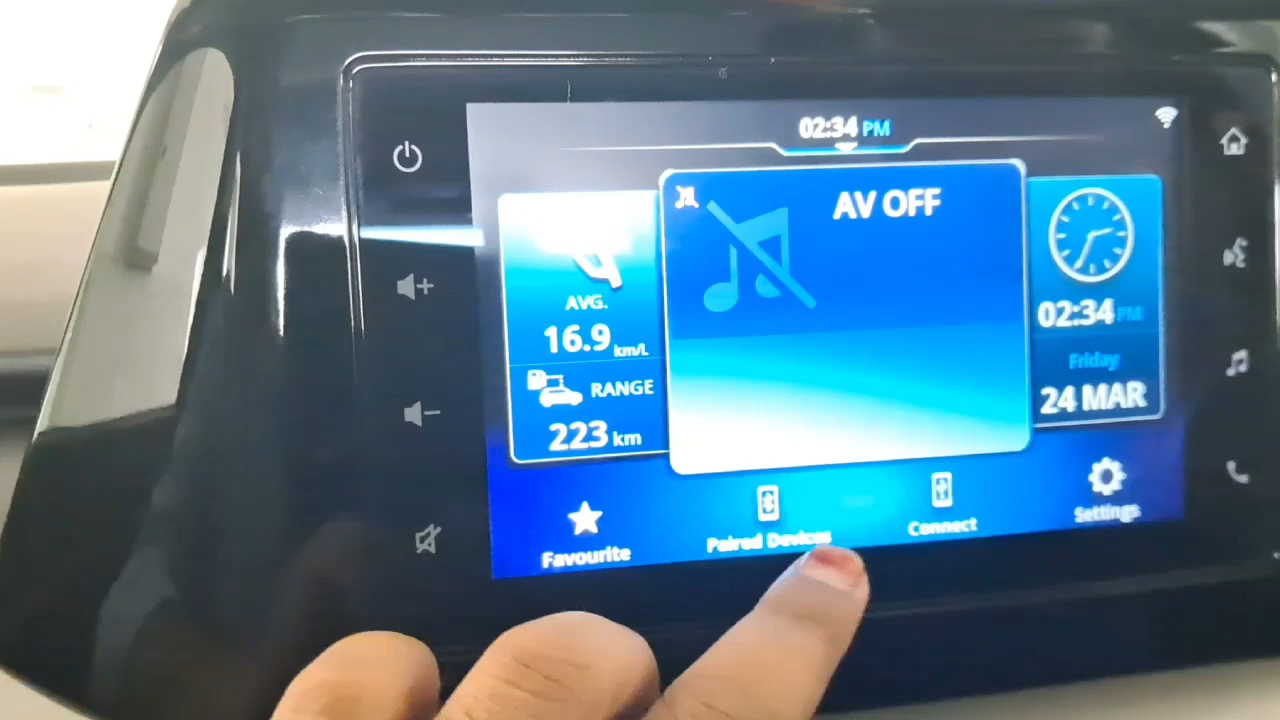 02:34 PM
AV OFF
AVG.
16.9 km/L
RANGE
223 km
02:34 PM
Friday
24 MAR
Favourite
Paired Devices
Connect
Settings